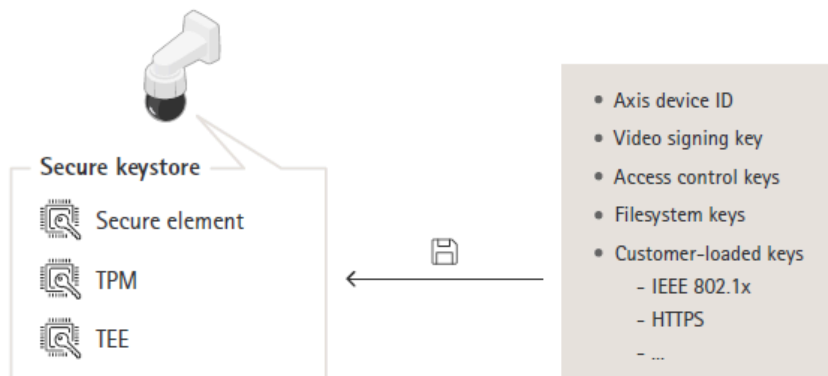 Secure keystore
Secure element
TPM
TEE
• Axis device ID
• Video signing key
• Access control keys
• Filesystem keys
• Customer-loaded keys
- IEEE 802.1x
- HTTPS
- ...